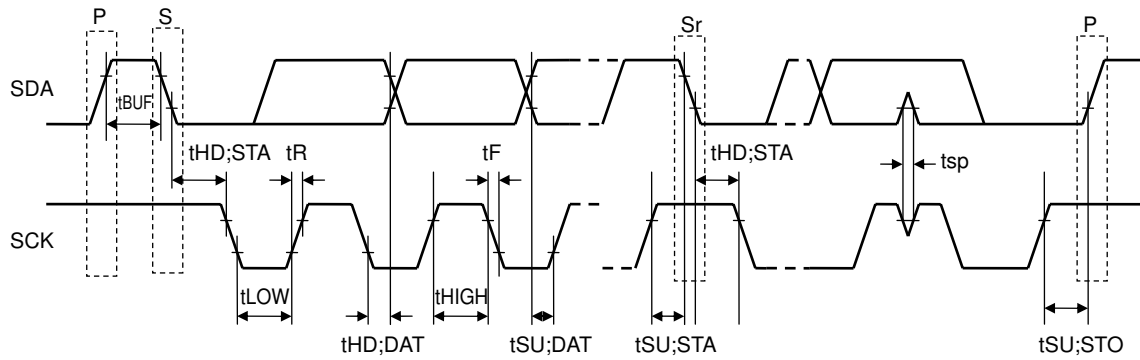 P S Sr P
SDA
tBUF
tHD;STA tR tF tHD;STA tsp
SCK
tLOW tHIGH
tHD;DAT tSU;DAT tSU;STA tSU;STO